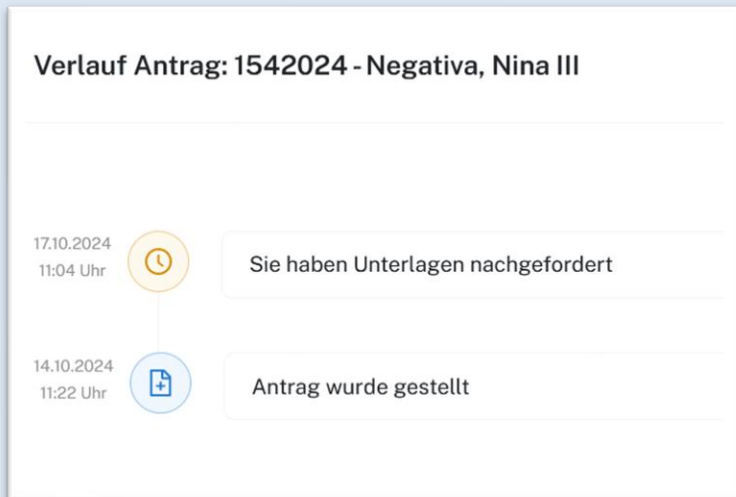 Verlauf Antrag: 1542024 - Negativa, Nina III
17.10.2024
11:04 Uhr
Sie haben Unterlagen nachgefordert
14.10.2024
11:22 Uhr
Antrag wurde gestellt